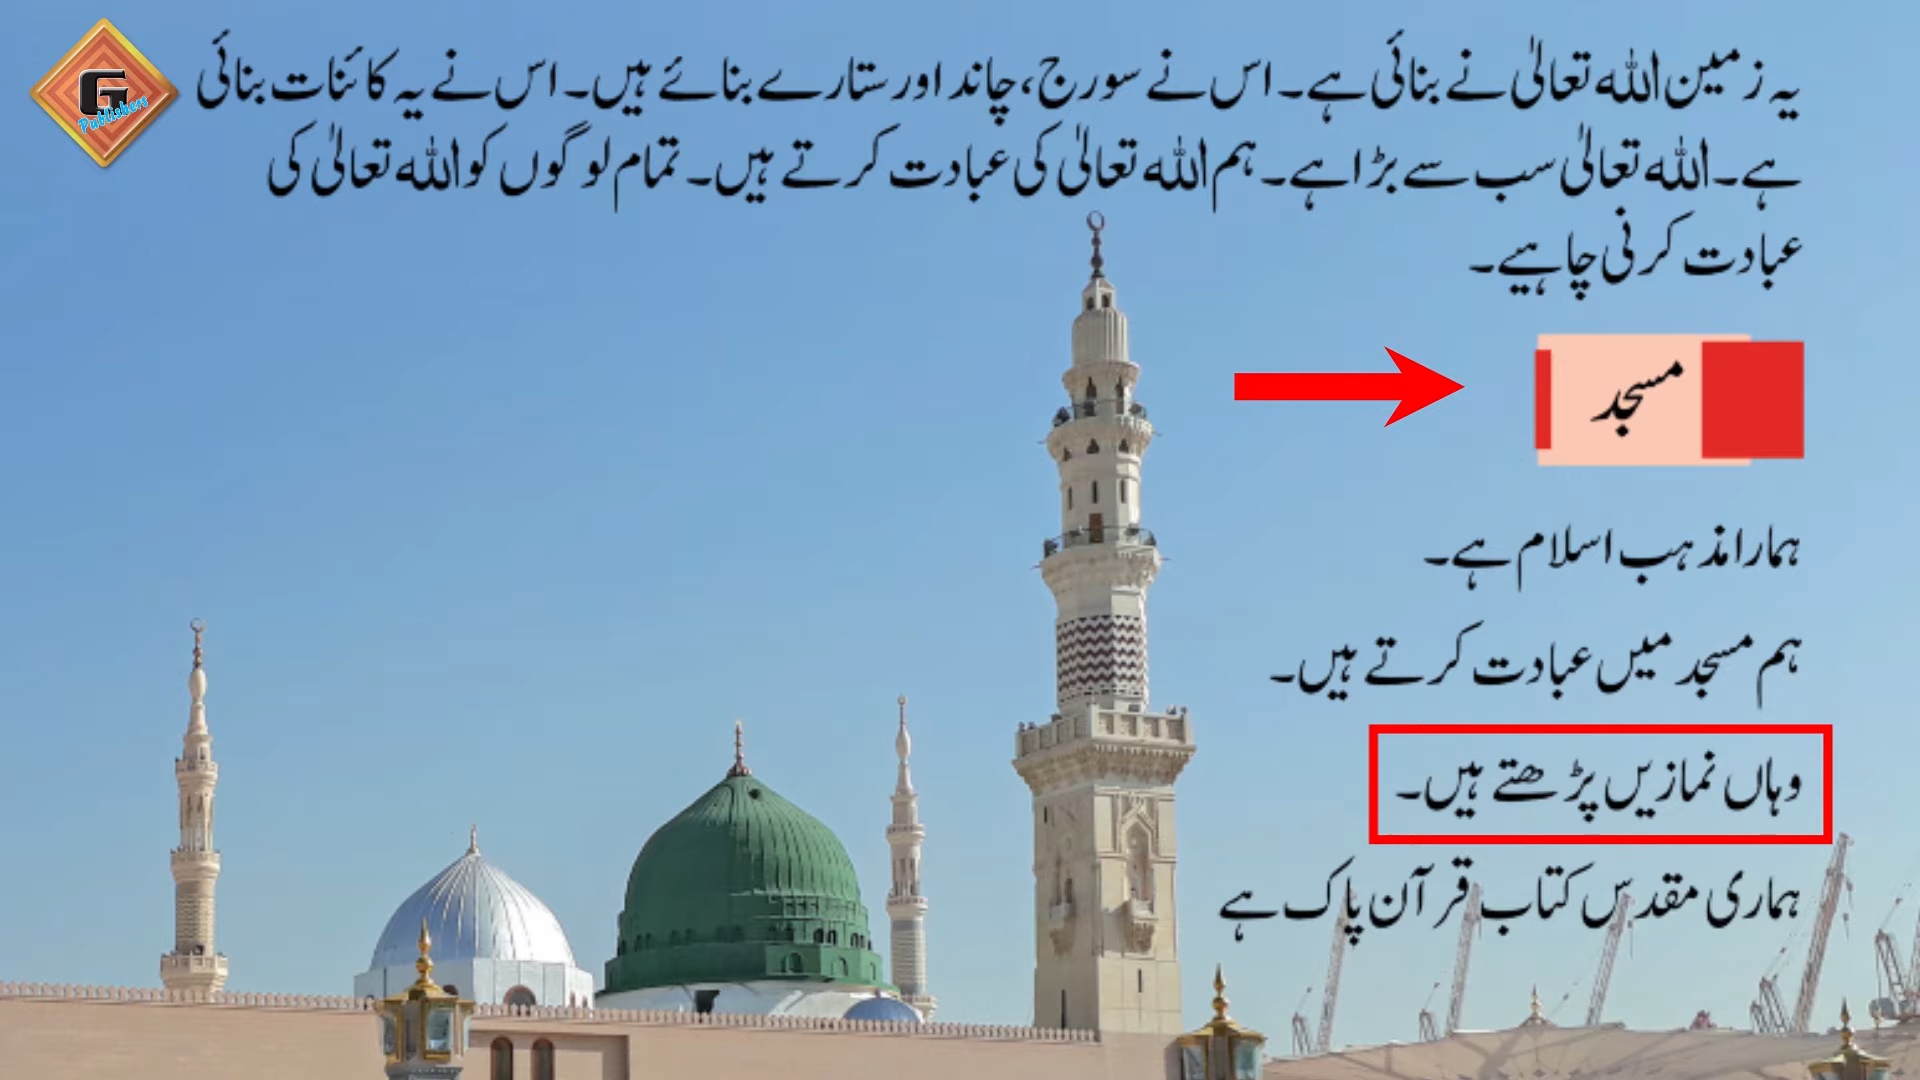 G
Publishers
یہ زمین اللہ تعالیٰ نے بنائی ہے۔ اس نے سورج، چاند اور ستارے بنائے ہیں۔ اس نے یہ کائنات بنائی
ہے۔ اللہ تعالیٰ سب سے بڑا ہے۔ ہم اللہ تعالیٰ کی عبادت کرتے ہیں۔ تمام لوگوں کو اللہ تعالیٰ کی
عبادت کرنی چاہیے۔
مسجد
ہمارا مذہب اسلام ہے۔
ہم مسجد میں عبادت کرتے ہیں۔
وہاں نمازیں پڑھتے ہیں۔
ہماری مقدس کتاب قرآن پاک ہے